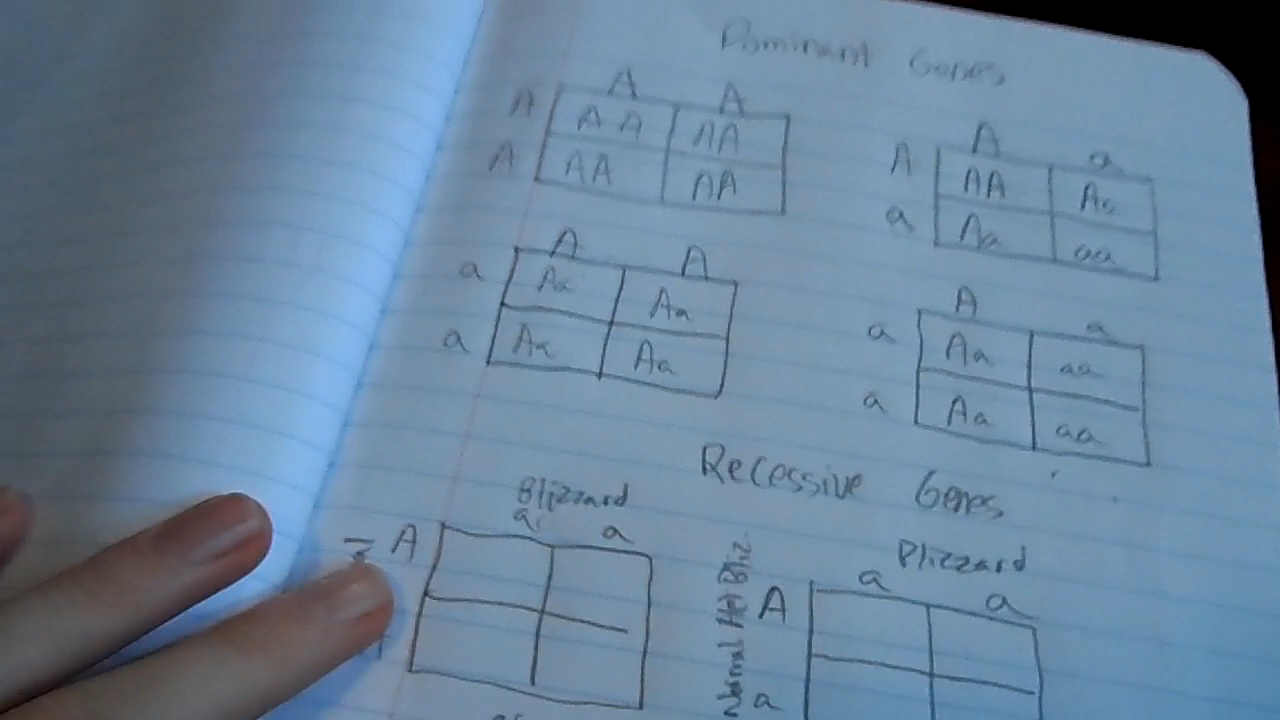 Dominant Genes
A A
A AA AA
A AA AA
A a
A AA Aa
a Aa aa
A A
a Aa Aa
a Aa Aa
A a
a Aa aa
a Aa aa
Recessive Genes
Blizzard
a a
A
Blizzard
a a
Normal Het Bliz.
A
a